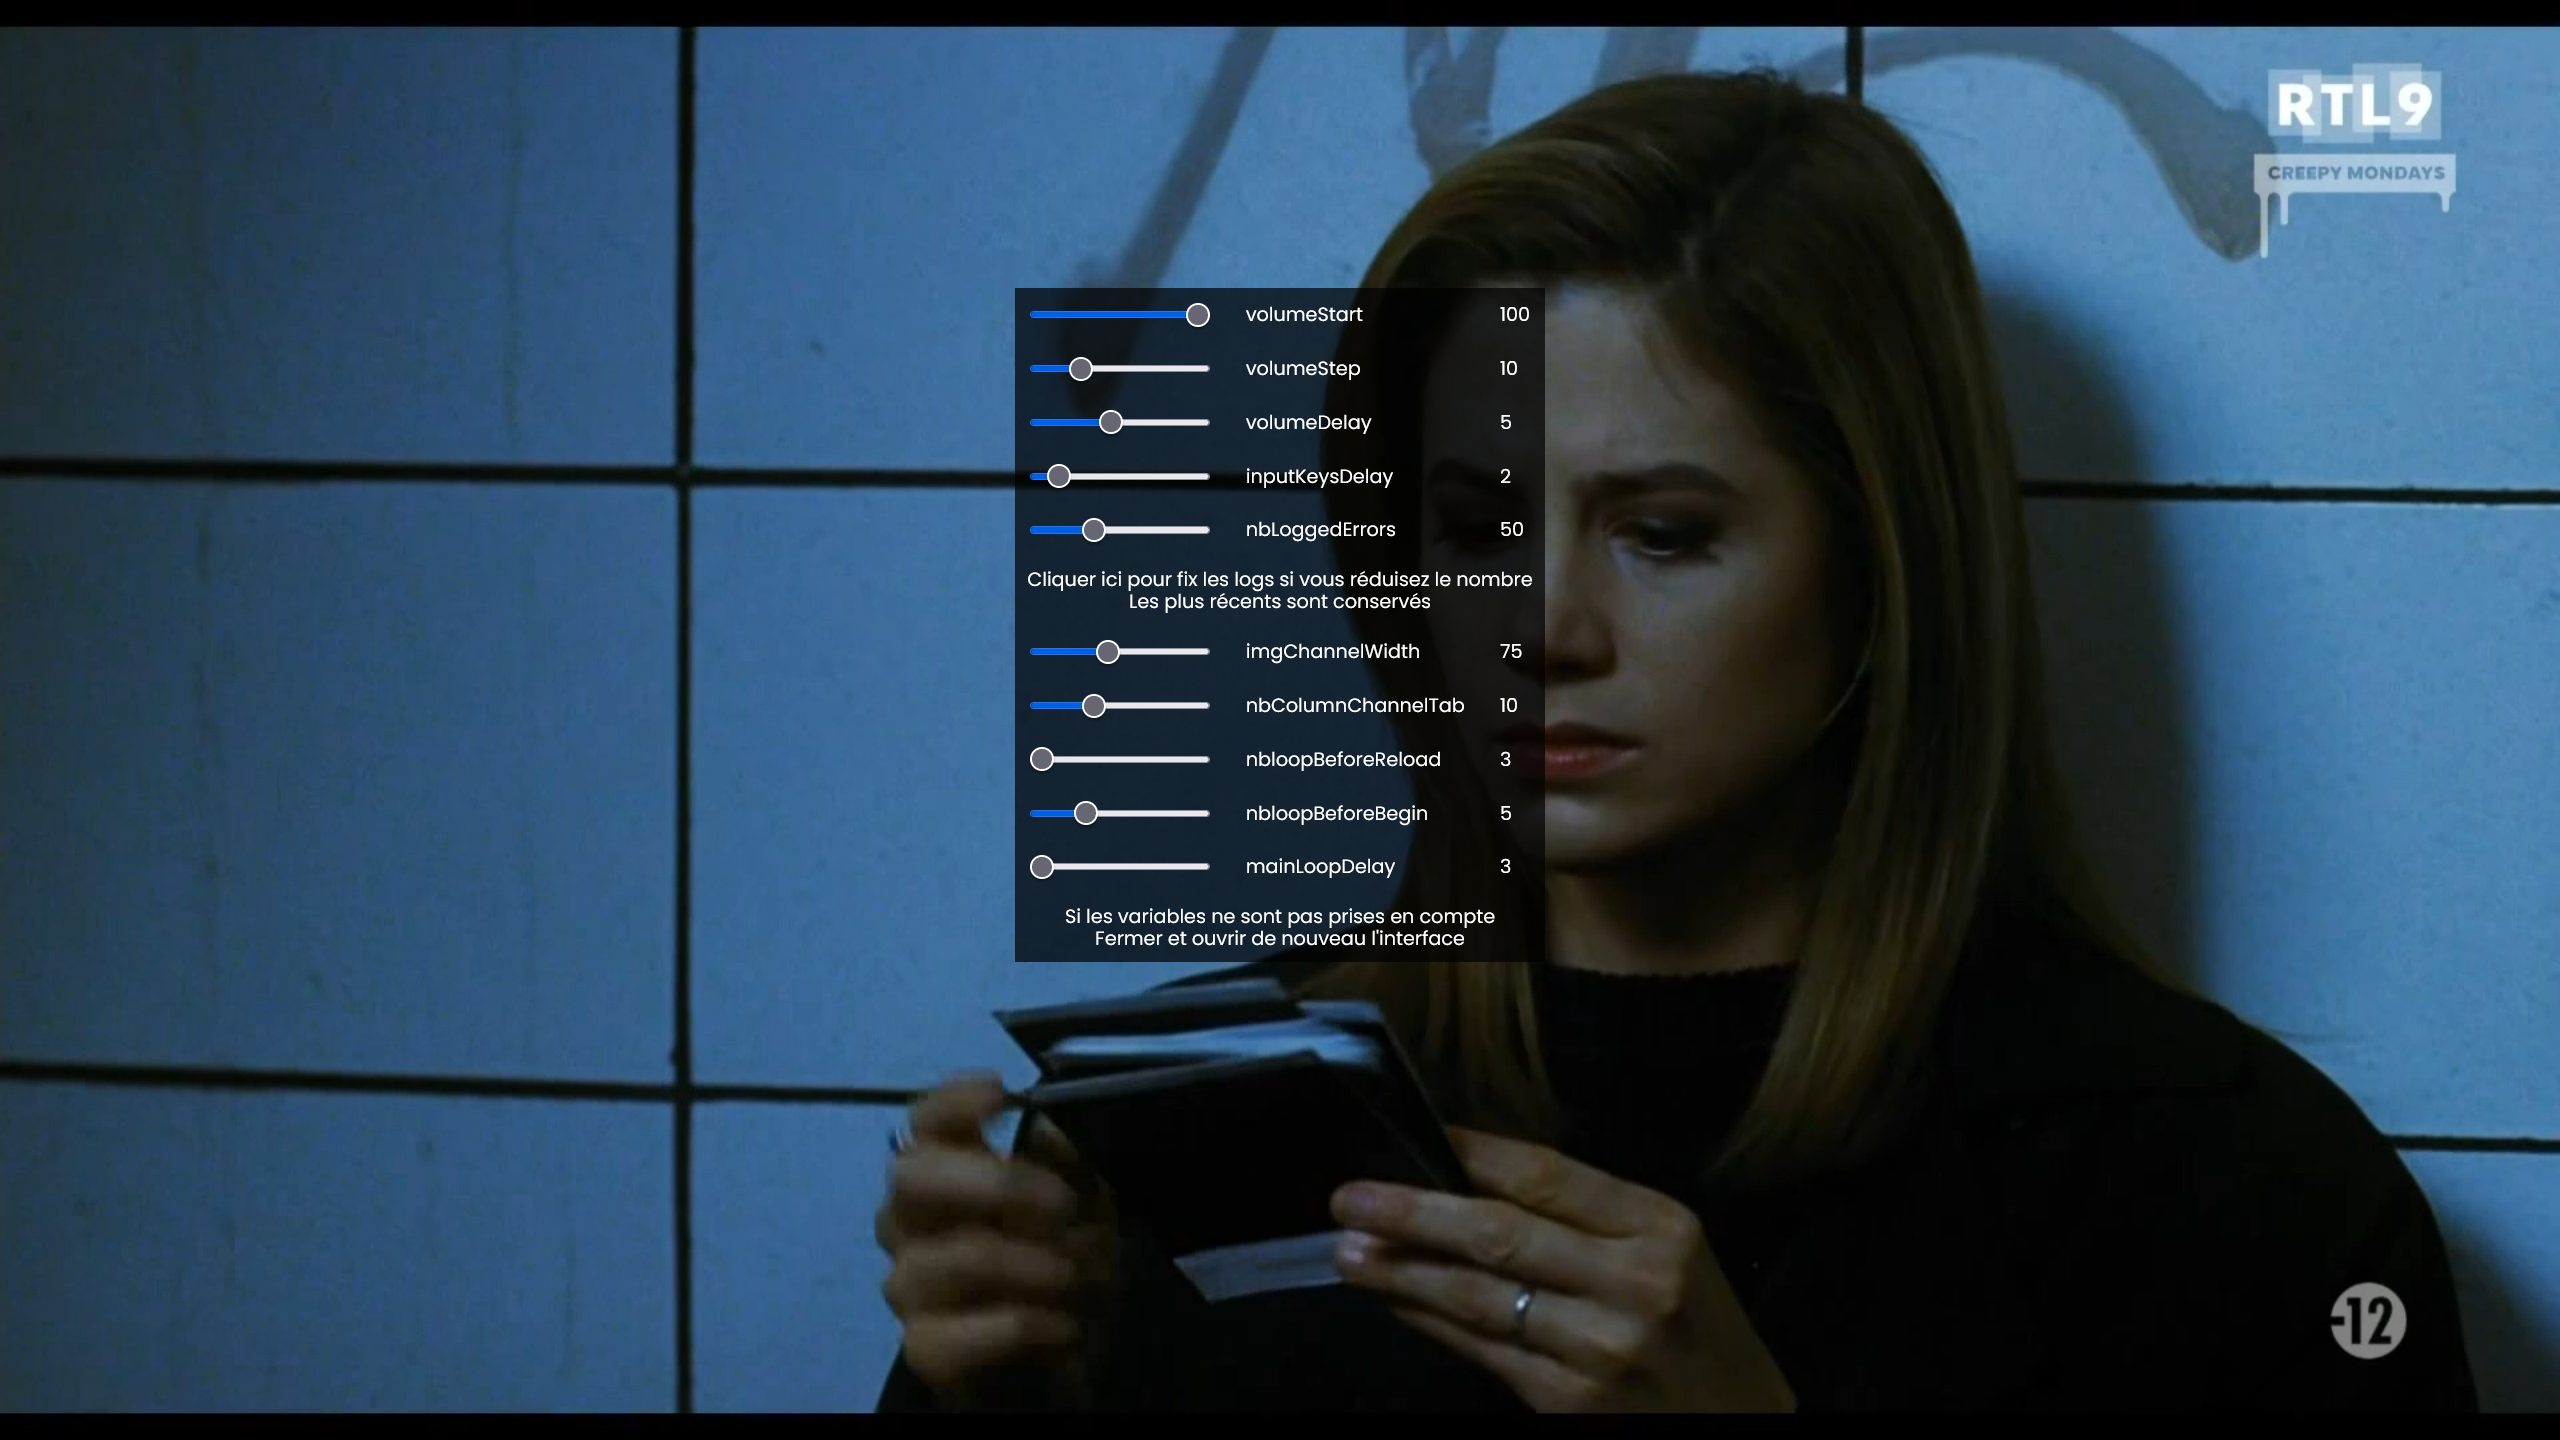 RTL9
CREEPY MONDAYS
volumeStart 100
volumeStep 10
volumeDelay 5
inputKeysDelay 2
nbLoggedErrors 50
Cliquer ici pour fix les logs si vous réduisez le nombre
Les plus récents sont conservés
imgChannelWidth 75
nbColumnChannelTab 10
nbloopBeforeReload 3
nbloopBeforeBegin 5
mainLoopDelay 3
Si les variables ne sont pas prises en compte
Fermer et ouvrir de nouveau l'interface
-12